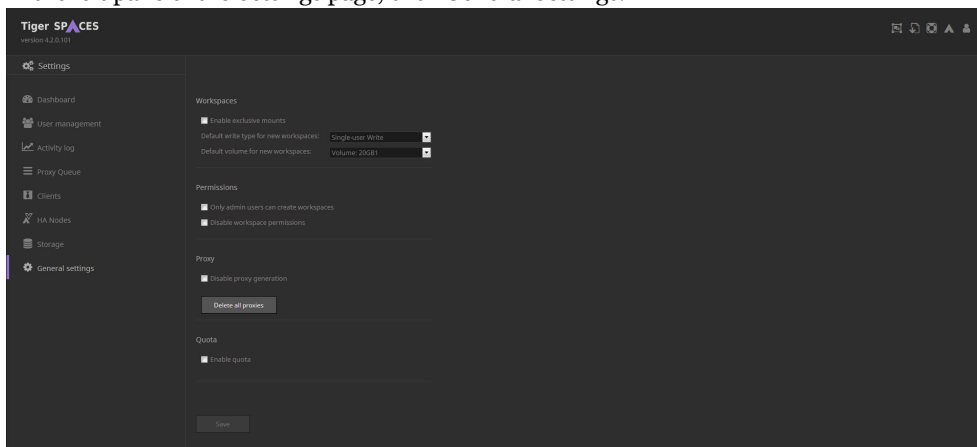 Tiger SPACES
version 4.2.0.101
Settings
Dashboard
User management
Activity log
Proxy Queue
Clients
HA Nodes
Storage
General settings
Workspaces
Enable exclusive mounts
Default write type for new workspaces: Single-user Write
Default volume for new workspaces: Volume: 20GB1
Permissions
Only admin users can create workspaces
Disable workspace permissions
Proxy
Disable proxy generation
Delete all proxies
Quota
Enable quota
Save